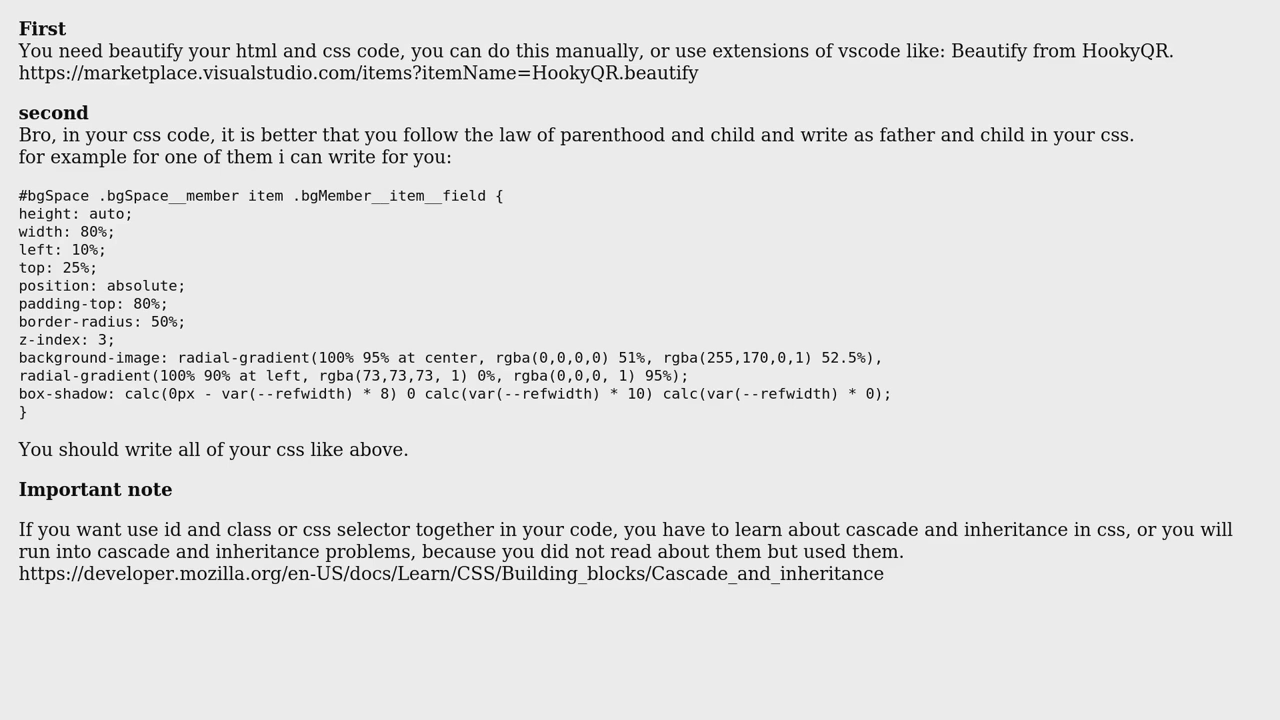 First
You need beautify your html and css code, you can do this manually, or use extensions of vscode like: Beautify from HookyQR.
https://marketplace.visualstudio.com/items?itemName=HookyQR.beautify
second
Bro, in your css code, it is better that you follow the law of parenthood and child and write as father and child in your css.
for example for one of them i can write for you:
#bgSpace .bgSpace__member item .bgMember__item__field {
height: auto;
width: 80%;
left: 10%;
top: 25%;
position: absolute;
padding-top: 80%;
border-radius: 50%;
z-index: 3;
background-image: radial-gradient(100% 95% at center, rgba(0,0,0,0) 51%, rgba(255,170,0,1) 52.5%),
radial-gradient(100% 90% at left, rgba(73,73,73, 1) 0%, rgb(0,0,0, 1) 95%);
box-shadow: calc(0px - var(--refwidth) * 8) 0 calc(var(--refwidth) * 10) calc(var(--refwidth) * 0);
}
You should write all of your css like above.
Important note
If you want use id and class or css selector together in your code, you have to learn about cascade and inheritance in css, or you will
run into cascade and inheritance problems, because you did not read about them but used them.
https://developer.mozilla.org/en-US/docs/Learn/CSS/Building_blocks/Cascade_and_inheritance